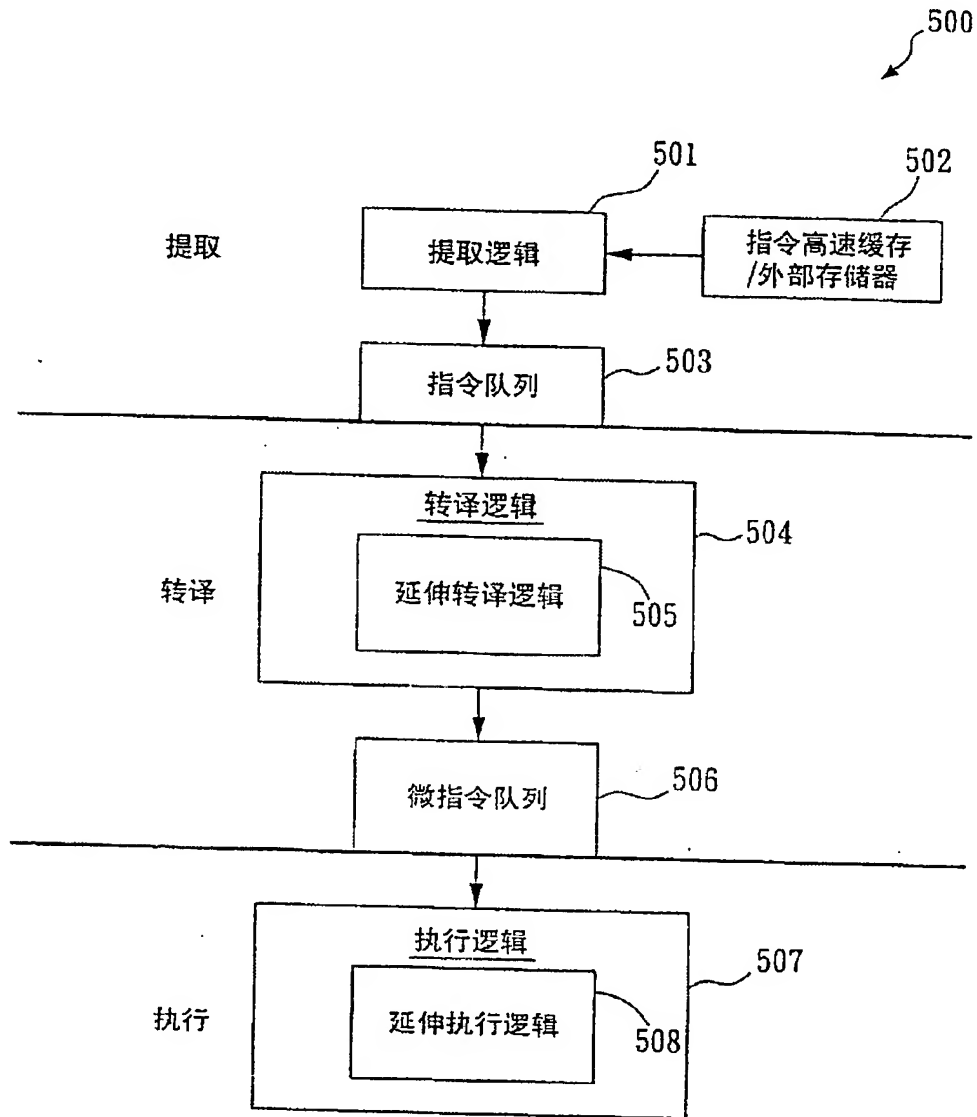 500
501
502
提取
提取逻辑
指令高速缓存
/外部存储器
指令队列
503
转译逻辑
504
转译
延伸转译逻辑
505
微指令队列
506
执行逻辑
507
执行
延伸执行逻辑
508